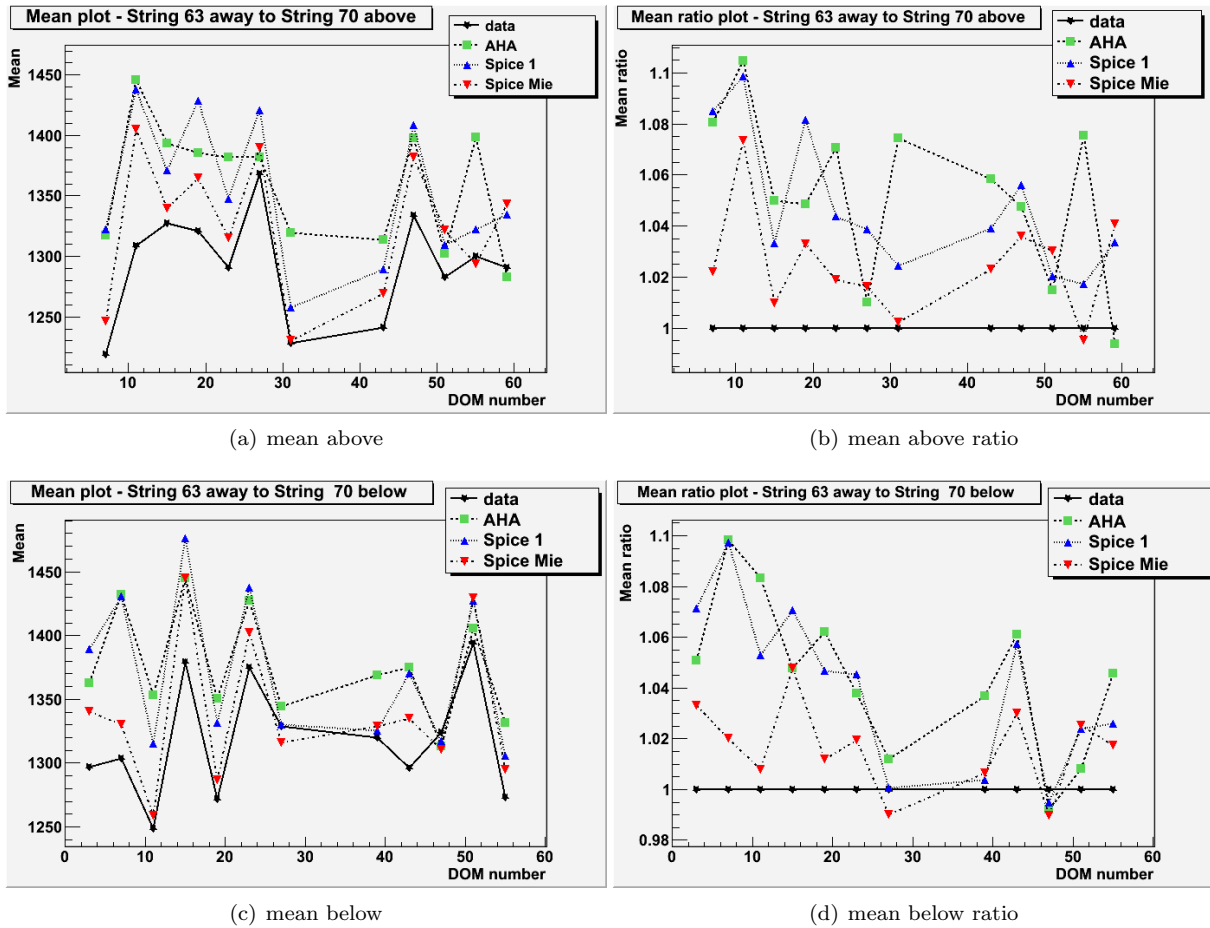 Mean plot - String 63 away to String 70 above
data
AHA
Spice 1
Spice Mie
Mean
1450
1400
1350
1300
1250
10 20 30 40 50 60
DOM number
(a) mean above
Mean ratio plot - String 63 away to String 70 above
data
AHA
Spice 1
Spice Mie
Mean ratio
1.1
1.08
1.06
1.04
1.02
1
10 20 30 40 50 60
DOM number
(b) mean above ratio
Mean plot - String 63 away to String 70 below
data
AHA
Spice 1
Spice Mie
Mean
1450
1400
1350
1300
1250
0 10 20 30 40 50 60
DOM number
(c) mean below
Mean ratio plot - String 63 away to String 70 below
data
AHA
Spice 1
Spice Mie
Mean ratio
1.1
1.08
1.06
1.04
1.02
1
0.98
0 10 20 30 40 50 60
DOM number
(d) mean below ratio